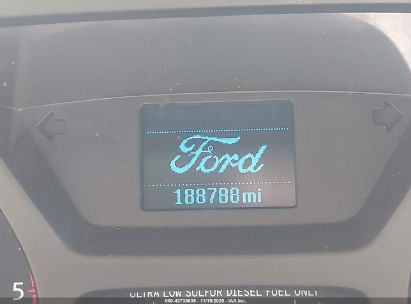 Ford
188788mi
5
ULTRA LOW SULFUR DIESEL FUEL ONLY